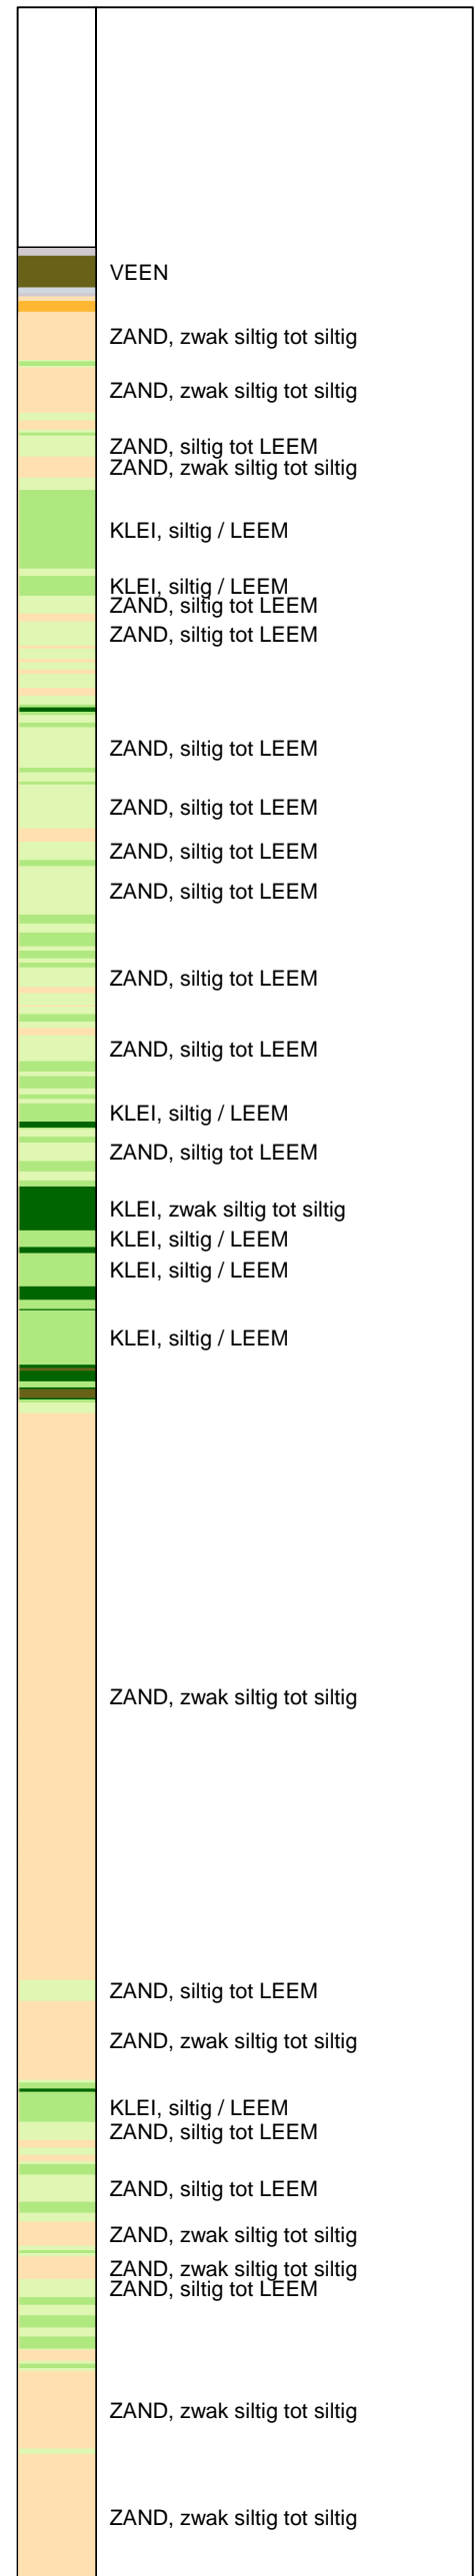 VEEN
ZAND, zwak siltig tot siltig
ZAND, zwak siltig tot siltig
ZAND, siltig tot LEEM
ZAND, zwak siltig tot siltig
KLEI, siltig / LEEM
KLEI, siltig / LEEM
ZAND, siltig tot LEEM
ZAND, siltig tot LEEM
ZAND, siltig tot LEEM
ZAND, siltig tot LEEM
ZAND, siltig tot LEEM
ZAND, siltig tot LEEM
ZAND, siltig tot LEEM
ZAND, siltig tot LEEM
KLEI, siltig / LEEM
ZAND, siltig tot LEEM
KLEI, zwak siltig tot siltig
KLEI, siltig / LEEM
KLEI, siltig / LEEM
KLEI, siltig / LEEM
ZAND, zwak siltig tot siltig
ZAND, siltig tot LEEM
ZAND, zwak siltig tot siltig
KLEI, siltig / LEEM
ZAND, siltig tot LEEM
ZAND, siltig tot LEEM
ZAND, zwak siltig tot siltig
ZAND, zwak siltig tot siltig
ZAND, siltig tot LEEM
ZAND, zwak siltig tot siltig
ZAND, zwak siltig tot siltig